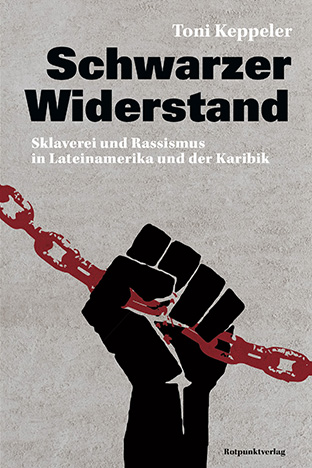 Toni Keppeler
Schwarzer
Widerstand
Sklaverei und Rassismus
in Lateinamerika und der Karibik
Rotpunktverlag